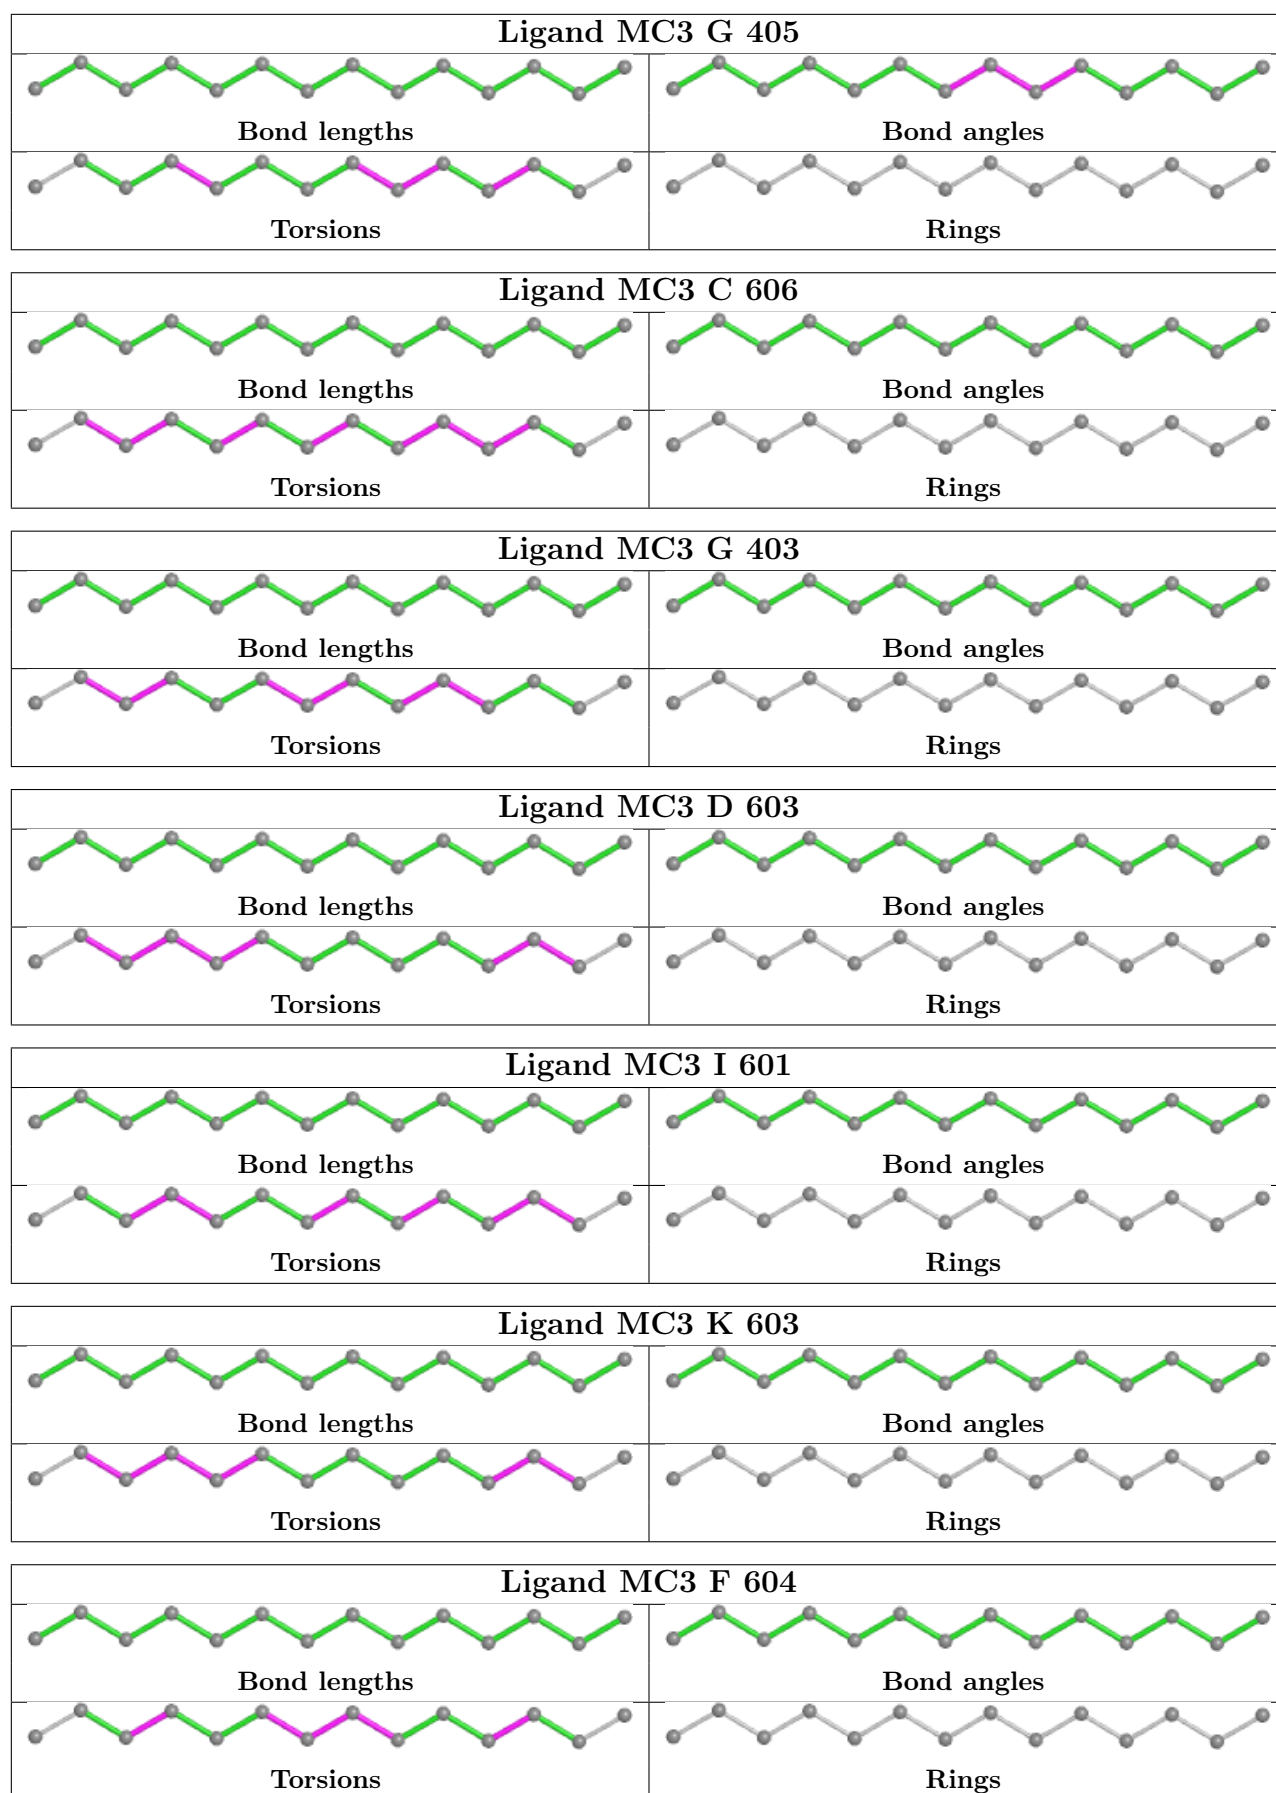 Ligand MC3 G 405
Bond lengths Bond angles
Torsions Rings
Ligand MC3 C 606
Bond lengths Bond angles
Torsions Rings
Ligand MC3 G 403
Bond lengths Bond angles
Torsions Rings
Ligand MC3 D 603
Bond lengths Bond angles
Torsions Rings
Ligand MC3 I 601
Bond lengths Bond angles
Torsions Rings
Ligand MC3 K 603
Bond lengths Bond angles
Torsions Rings
Ligand MC3 F 604
Bond lengths Bond angles
Torsions Rings